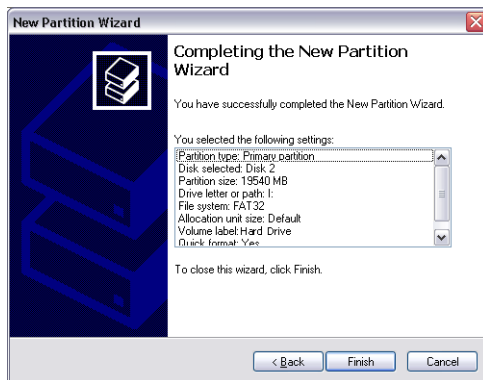 New Partition Wizard
Completing the New Partition
Wizard
You have successfully completed the New Partition Wizard.
You selected the following settings:
Partition type: Primary partition
Disk selected: Disk 2
Partition size: 19540 MB
Drive letter or path: I:
File system: FAT32
Allocation unit size: Default
Volume label: Hard Drive
Quick format: Yes
To close this wizard, click Finish.
< Back
Finish
Cancel